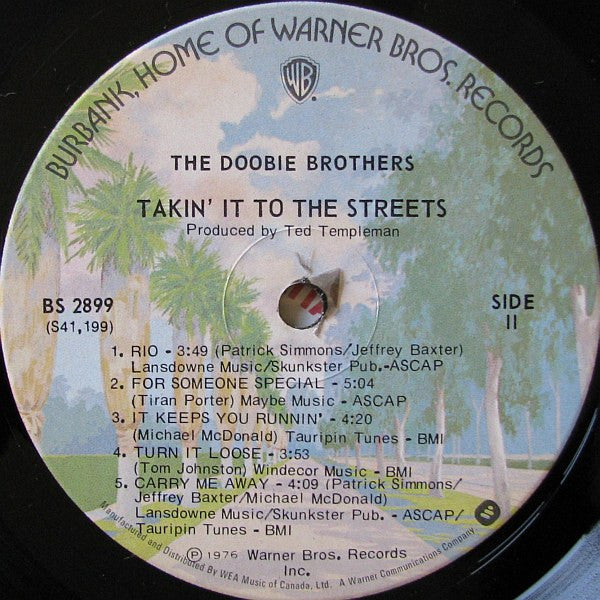 BURBANK, HOME OF WARNER BROS. RECORDS
WB
THE DOOBIE BROTHERS
TAKIN' IT TO THE STREETS
Produced by Ted Templeman
BS 2899
(S41,199)
SIDE
II
1. RIO - 3:49 (Patrick Simmons/Jeffrey Baxter)
Lansdowne Music/Skunkster Pub.-ASCAP
2. FOR SOMEONE SPECIAL - 5:04
(Tiran Porter) Maybe Music - ASCAP
3. IT KEEPS YOU RUNNIN' - 4:20
(Michael McDonald) Tauripin Tunes - BMI
4. TURN IT LOOSE - 3:53
(Tom Johnston) Windecor Music - BMI
5. CARRY ME AWAY - 4:09 (Patrick Simmons/
Jeffrey Baxter/Michael McDonald)
Lansdowne Music/Skunkster Pub. - ASCAP/
Tauripin Tunes - BMI
℗ 1976 Warner Bros. Records
Inc.
Manufactured and Distributed By WEA Music of Canada, Ltd. A Warner Communications Company.